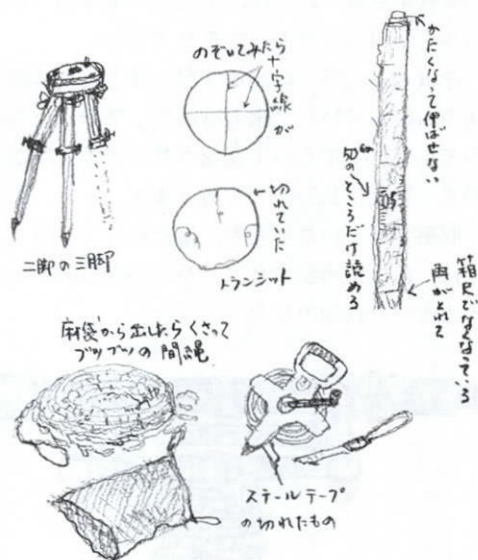 のぞいてみたら
十字線が
切れていた
トランシット
二脚の三脚
かたくなって伸ばせない
ところだけ読める
角がとれて
箱尺でなくなっている
麻袋から出したらくさって
ブツブツの間縄
スチールテープ
の切れたもの